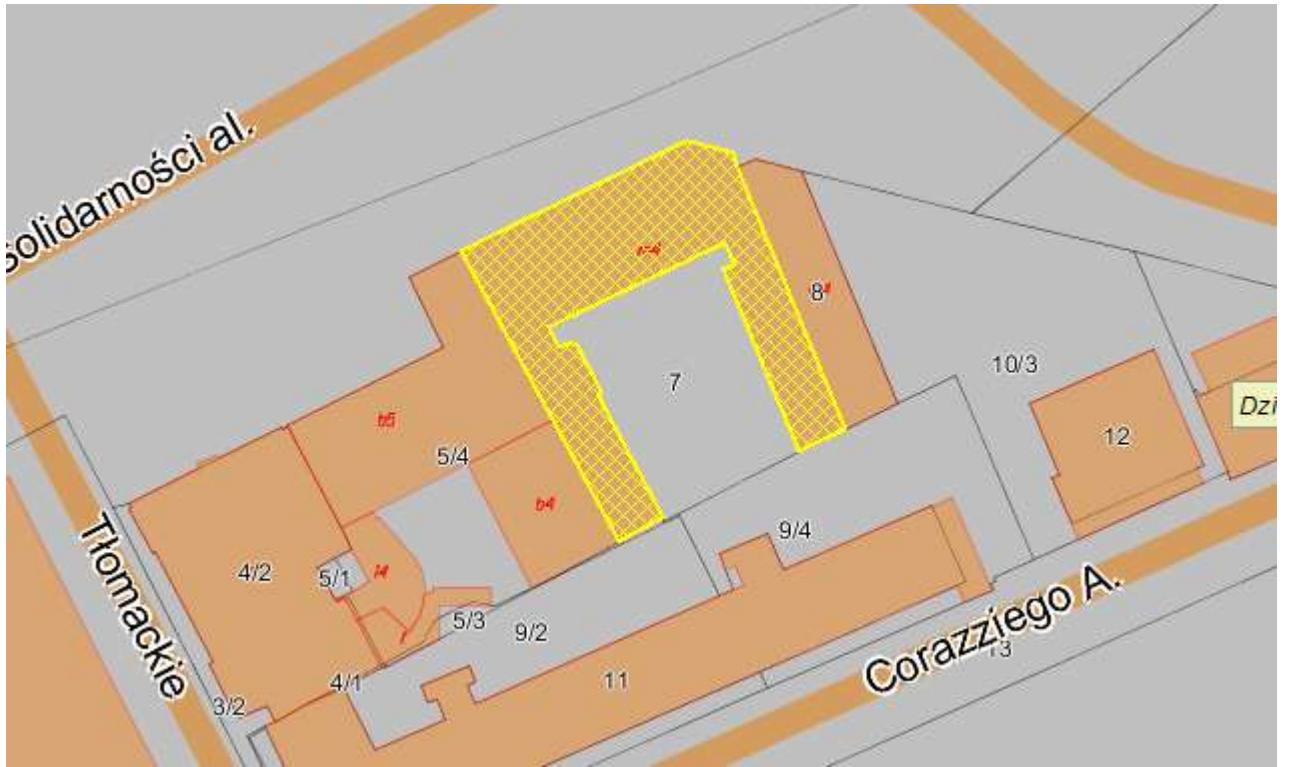 Solidarności al.
8
7
10/3
Dzi
b5
12
5/4
b4
9/4
4/2
5/1
i4
5/3
9/2
Tłomackie
Corazziego A.
13
4/1
11
3/2